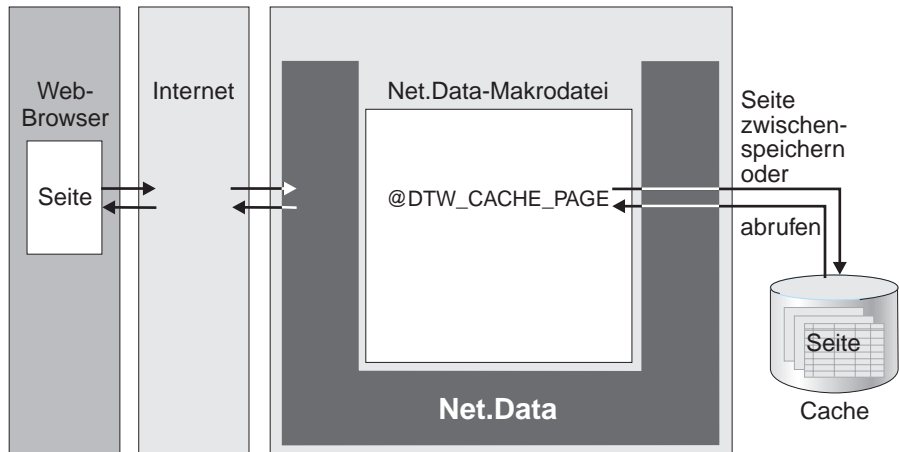 Web-
Browser
Seite
Internet
Net.Data-Makrodatei
@DTW_CACHE_PAGE
Net.Data
Seite
zwischen-
speichern
oder
abrufen
Seite
Cache